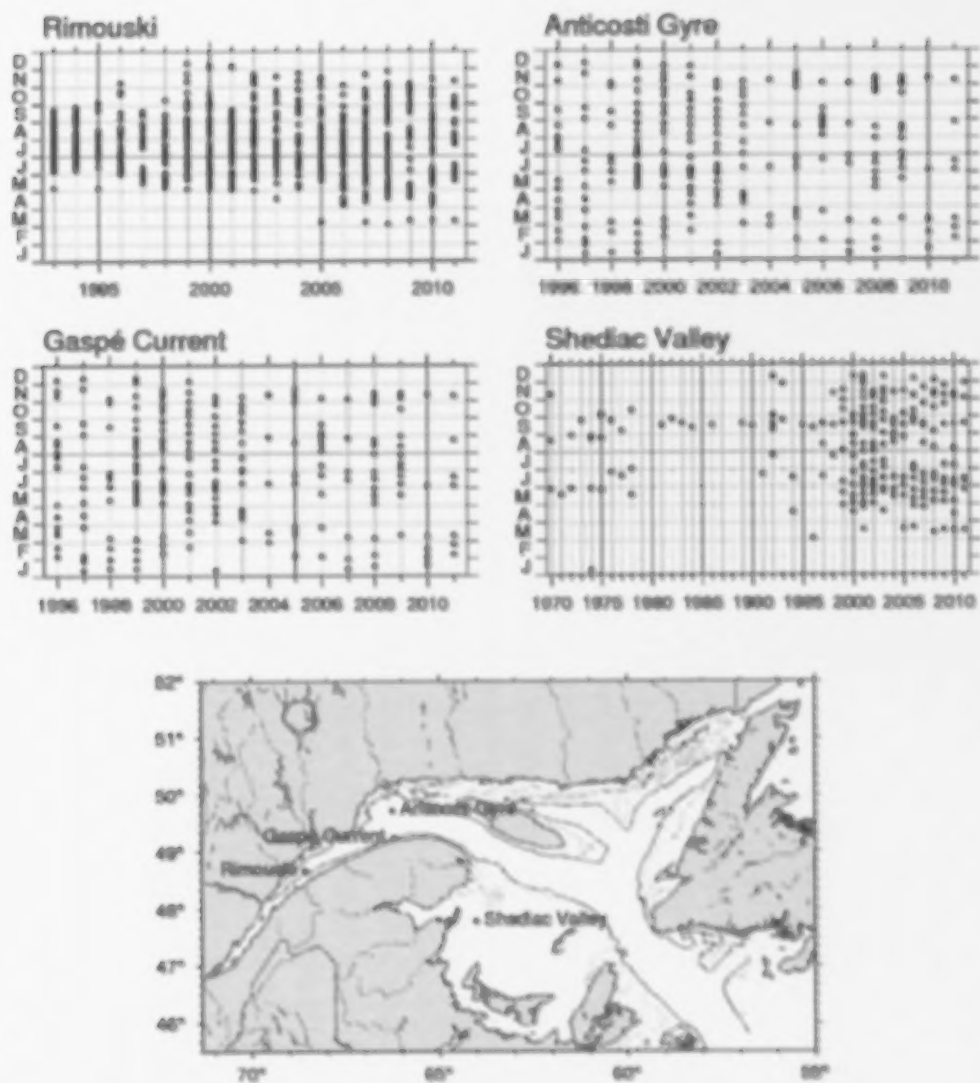 Rimouski
D
N
O
S
A
J
J
M
A
M
F
J
1995 2000 2005 2010
Anticosti Gyre
D
N
O
S
A
J
J
M
A
M
F
J
1996 1998 2000 2002 2004 2006 2008 2010
Gaspé Current
D
N
O
S
A
J
J
M
A
M
F
J
1996 1998 2000 2002 2004 2006 2008 2010
Shediac Valley
D
N
O
S
A
J
J
M
A
M
F
J
1970 1975 1980 1985 1990 1995 2000 2005 2010
52°
51°
50°
49°
48°
47°
46°
Anticosti Gyre
Gaspé Current
Rimouski
Shediac Valley
70° 65° 60° 55°